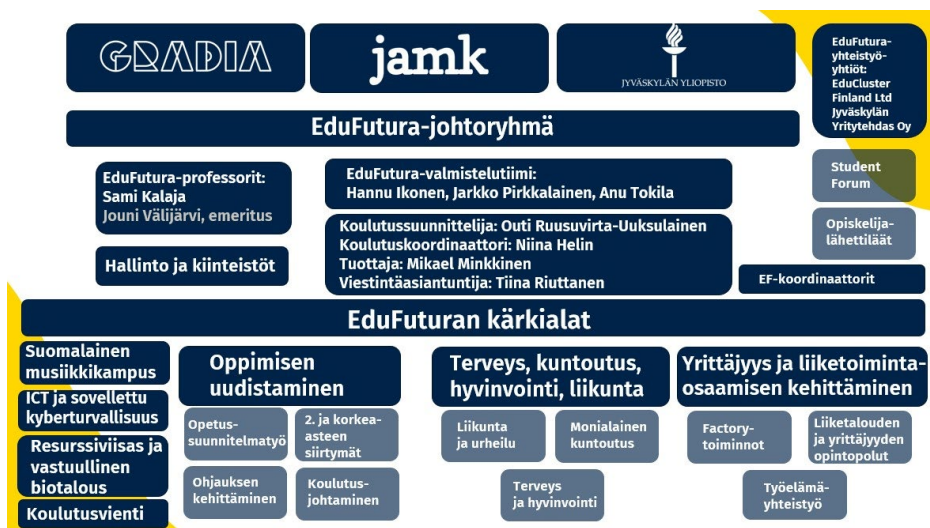 GRADIA
jamk
JYVÄSKYLÄN YLIOPISTO
EduFutura-
yhteistyö-
yhtiöt:
EduCluster
Finland Ltd
Jyväskylän
Yritytehdas Oy
EduFutura-johtoryhmä
EduFutura-professorit:
Sami Kalaja
Jouni Välijärvi, emeritus
EduFutura-valmistelutiimi:
Hannu Ikonen, Jarkko Pirkkalainen, Anu Tokila
Student
Forum
Hallinto ja kiinteistöt
Koulutussuunnittelija: Outi Ruusuvirta-Uuksulainen
Koulutuskoordinaattori: Niina Helin
Tuottaja: Mikael Minkkinen
Viestintäasiantuntija: Tiina Riuttanen
Opiskelija-
lähettiläät
EF-koordinaattorit
EduFuturan kärkialat
Suomalainen
musiikkikampus
ICT ja sovellettu
kyberturvallisuus
Resurssiviisas ja
vastuullinen
biotalous
Koulutusvienti
Oppimisen
uudistaminen
Opetus-
suunnitelmatyö
2. ja korkea-
asteen
siirtymät
Ohjauksen
kehittäminen
Koulutus-
johtaminen
Terveys, kuntoutus,
hyvinvointi, liikunta
Liikunta
ja urheilu
Monialainen
kuntoutus
Terveys
ja hyvinvointi
Yrittäjyys ja liiketoiminta-
osaamisen kehittäminen
Factory-
toiminnot
Liiketalouden
ja yrittäjyyden
opintopolut
Työelämä-
yhteistyö